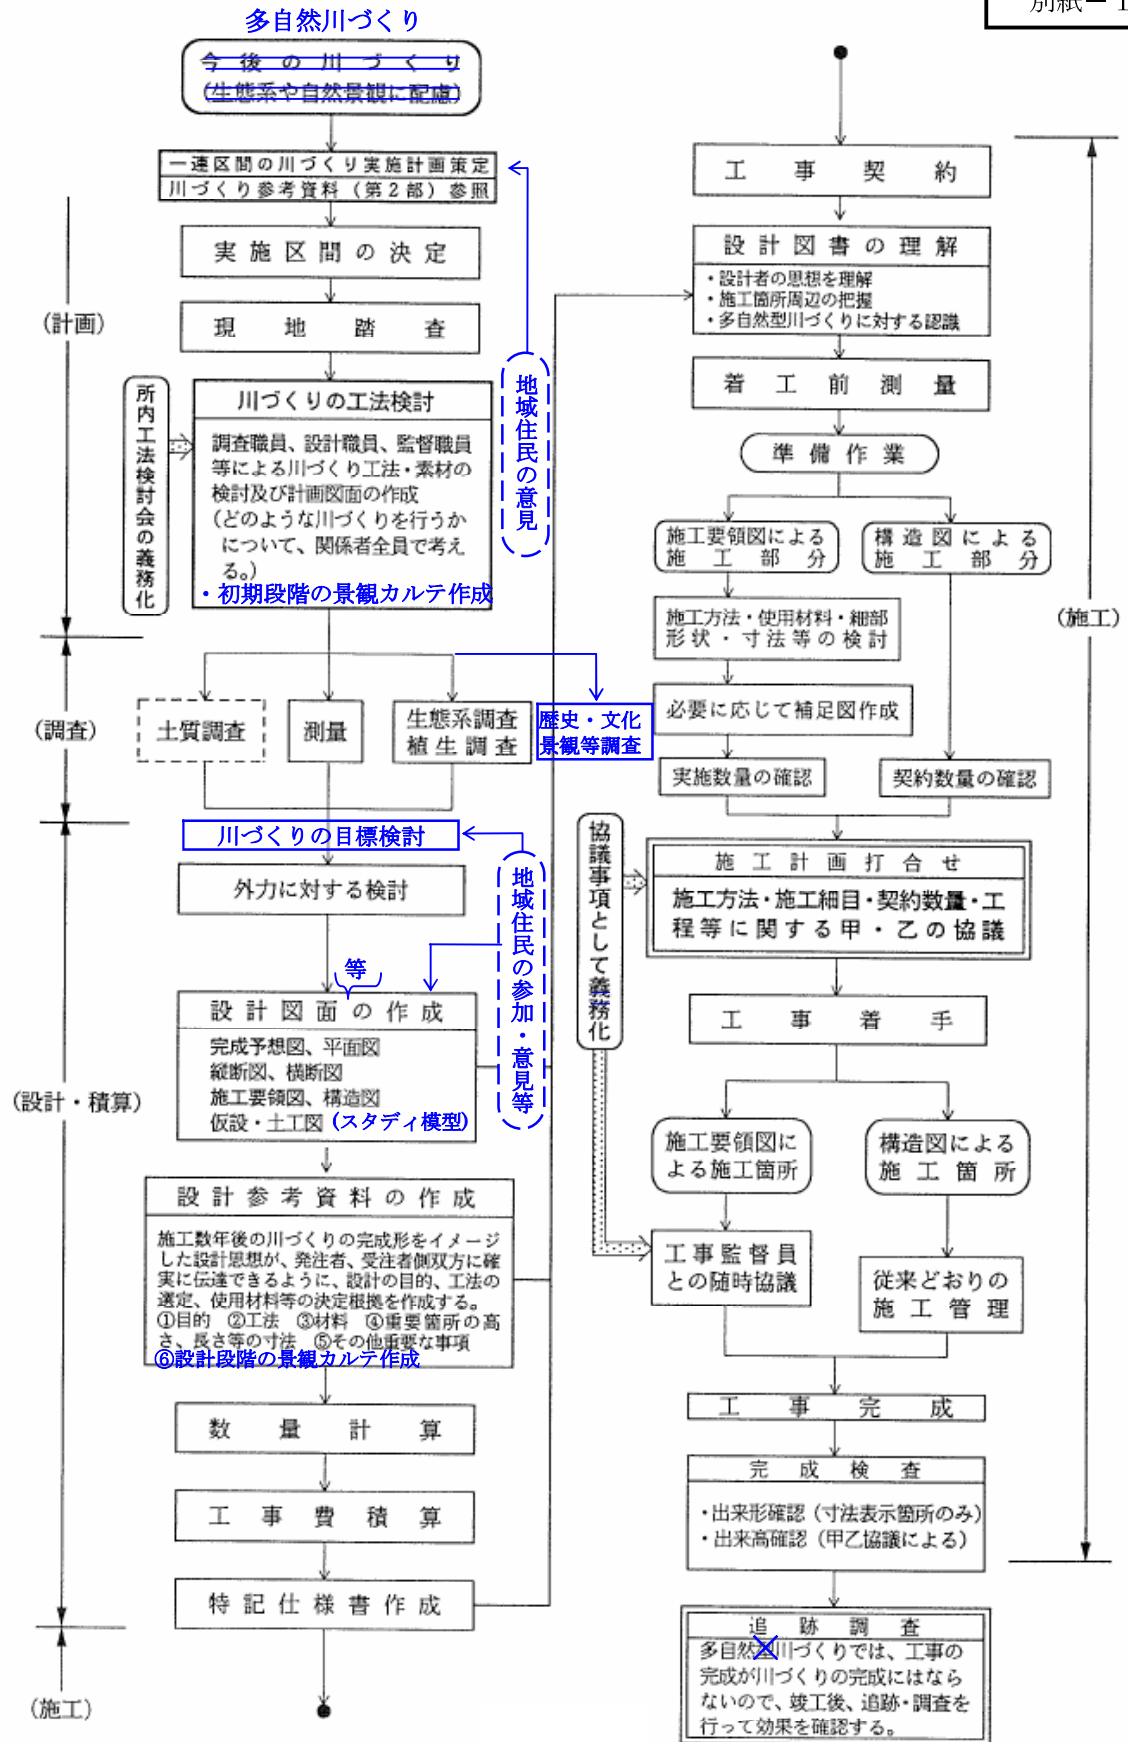 別紙－1
多自然川づくり
今後の川づくり
(生態系や自然景観に配慮)
一連区間の川づくり実施計画策定
川づくり参考資料（第２部）参照
実施区間の決定
現地踏査
(計画)
所内工法検討会の義務化
川づくりの工法検討
調査職員、設計職員、監督職員
等による川づくり工法・素材の
検討及び計画図面の作成
(どのような川づくりを行うか
について、関係者全員で考え
る。)
・初期段階の景観カルテ作成
地域住民の意見
(調査)
土質調査
測量
生態系調査
植生調査
歴史・文化
景観等調査
川づくりの目標検討
外力に対する検討
地域住民の参加・意見等
等
設計図面の作成
完成予想図、平面図
縦断図、横断図
施工要領図、構造図
仮設・土工図 (スタディ模型)
(設計・積算)
設計参考資料の作成
施工数年後の川づくりの完成形をイメージ
した設計思想が、発注者、受注者側双方に確
実に伝達できるように、設計の目的、工法の
選定、使用材料等の決定根拠を作成する。
①目的　②工法　③材料　④重要箇所の高
さ、長さ等の寸法　⑤その他重要な事項
⑥設計段階の景観カルテ作成
数量計算
工事費積算
特記仕様書作成
(施工)
工事契約
設計図書の理解
・設計者の思想を理解
・施工箇所周辺の把握
・多自然型川づくりに対する認識
着工前測量
準備作業
施工要領図による
施工部分
構造図による
施工部分
施工方法・使用材料・細部
形状・寸法等の検討
必要に応じて補足図作成
実施数量の確認
契約数量の確認
(施工)
協議事項として義務化
施工計画打合せ
施工方法・施工細目・契約数量・工
程等に関する甲・乙の協議
工事着手
施工要領図に
よる施工箇所
構造図による
施工箇所
工事監督員
との随時協議
従来どおりの
施工管理
工事完成
完成検査
・出来形確認（寸法表示箇所のみ）
・出来高確認（甲乙協議による）
追跡調査
多自然型川づくりでは、工事の
完成が川づくりの完成にはなら
ないので、竣工後、追跡・調査を
行って効果を確認する。